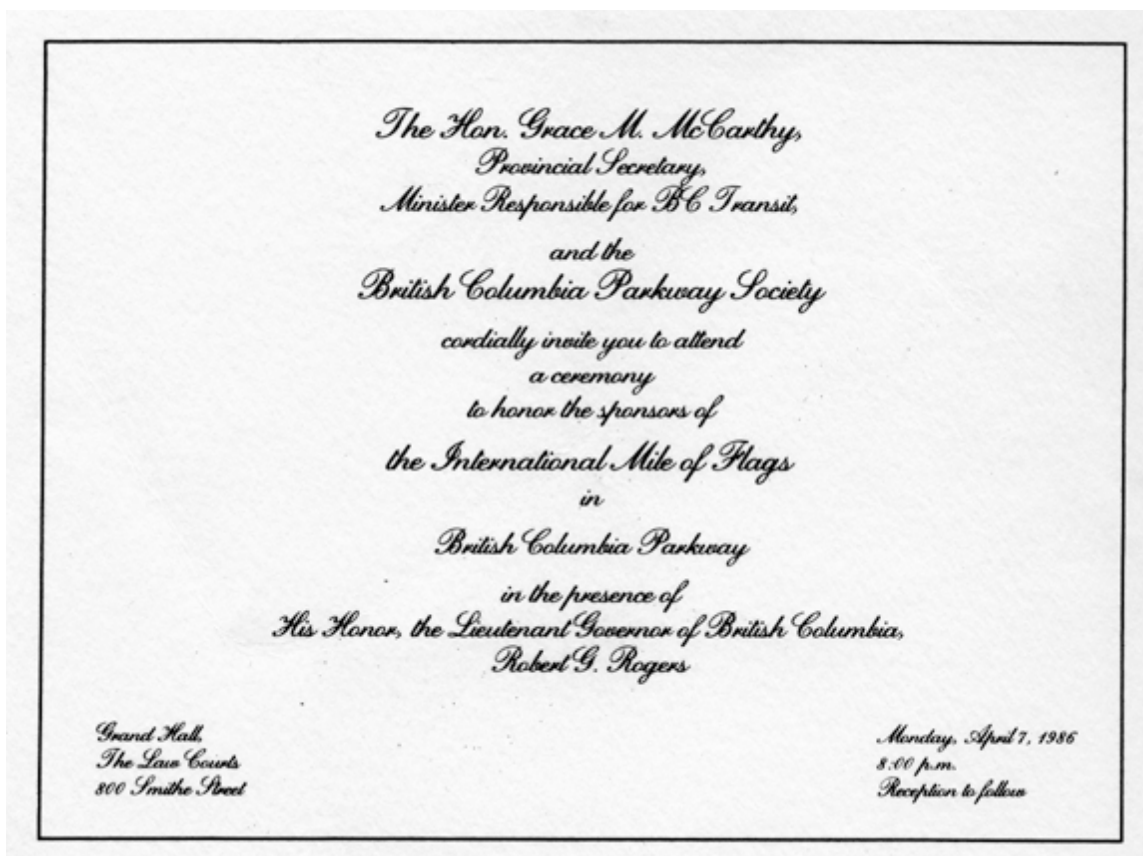 The Hon. Grace M. McCarthy,
Provincial Secretary,
Minister Responsible for BC Transit,
and the
British Columbia Parkway Society
cordially invite you to attend
a ceremony
to honor the sponsors of
the International Mile of Flags
in
British Columbia Parkway
in the presence of
His Honor, the Lieutenant Governor of British Columbia,
Robert G. Rogers
Grand Hall,
The Law Courts
800 Smithe Street
Monday, April 7, 1986
8:00 p.m.
Reception to follow